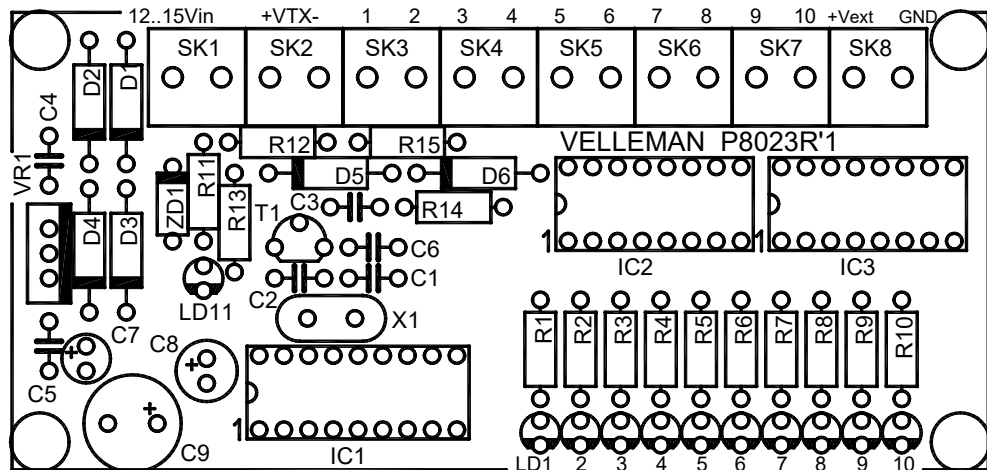 12..15Vin +VTX- 1 2 3 4 5 6 7 8 9 10 +Vext GND
SK1 SK2 SK3 SK4 SK5 SK6 SK7 SK8
D2 D1
C4
VR1
R12 R15
VELLEMAN P8023R'1
ZD1 R11 R13
D5 D6
C3
T1
R14
D4 D3
C6
1 1
IC2 IC3
C1
LD11 C2
X1
C7
C8
+
+
C5
R1 R2 R3 R4 R5 R6 R7 R8 R9 R10
+
C9
1
IC1
LD1 2 3 4 5 6 7 8 9 10